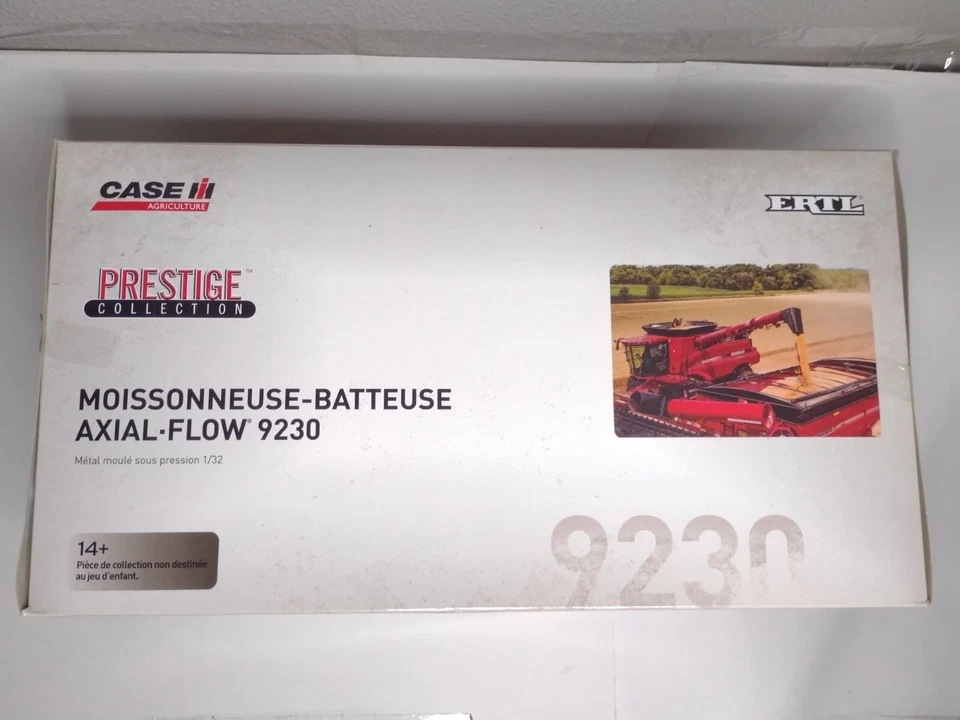 CASE IH
AGRICULTURE
ERTL
PRESTIGE™
COLLECTION
MOISSONNEUSE-BATTEUSE
AXIAL-FLOW® 9230
Métal moulé sous pression 1/32
9230
14+
Pièce de collection non destinée
au jeu d'enfant.